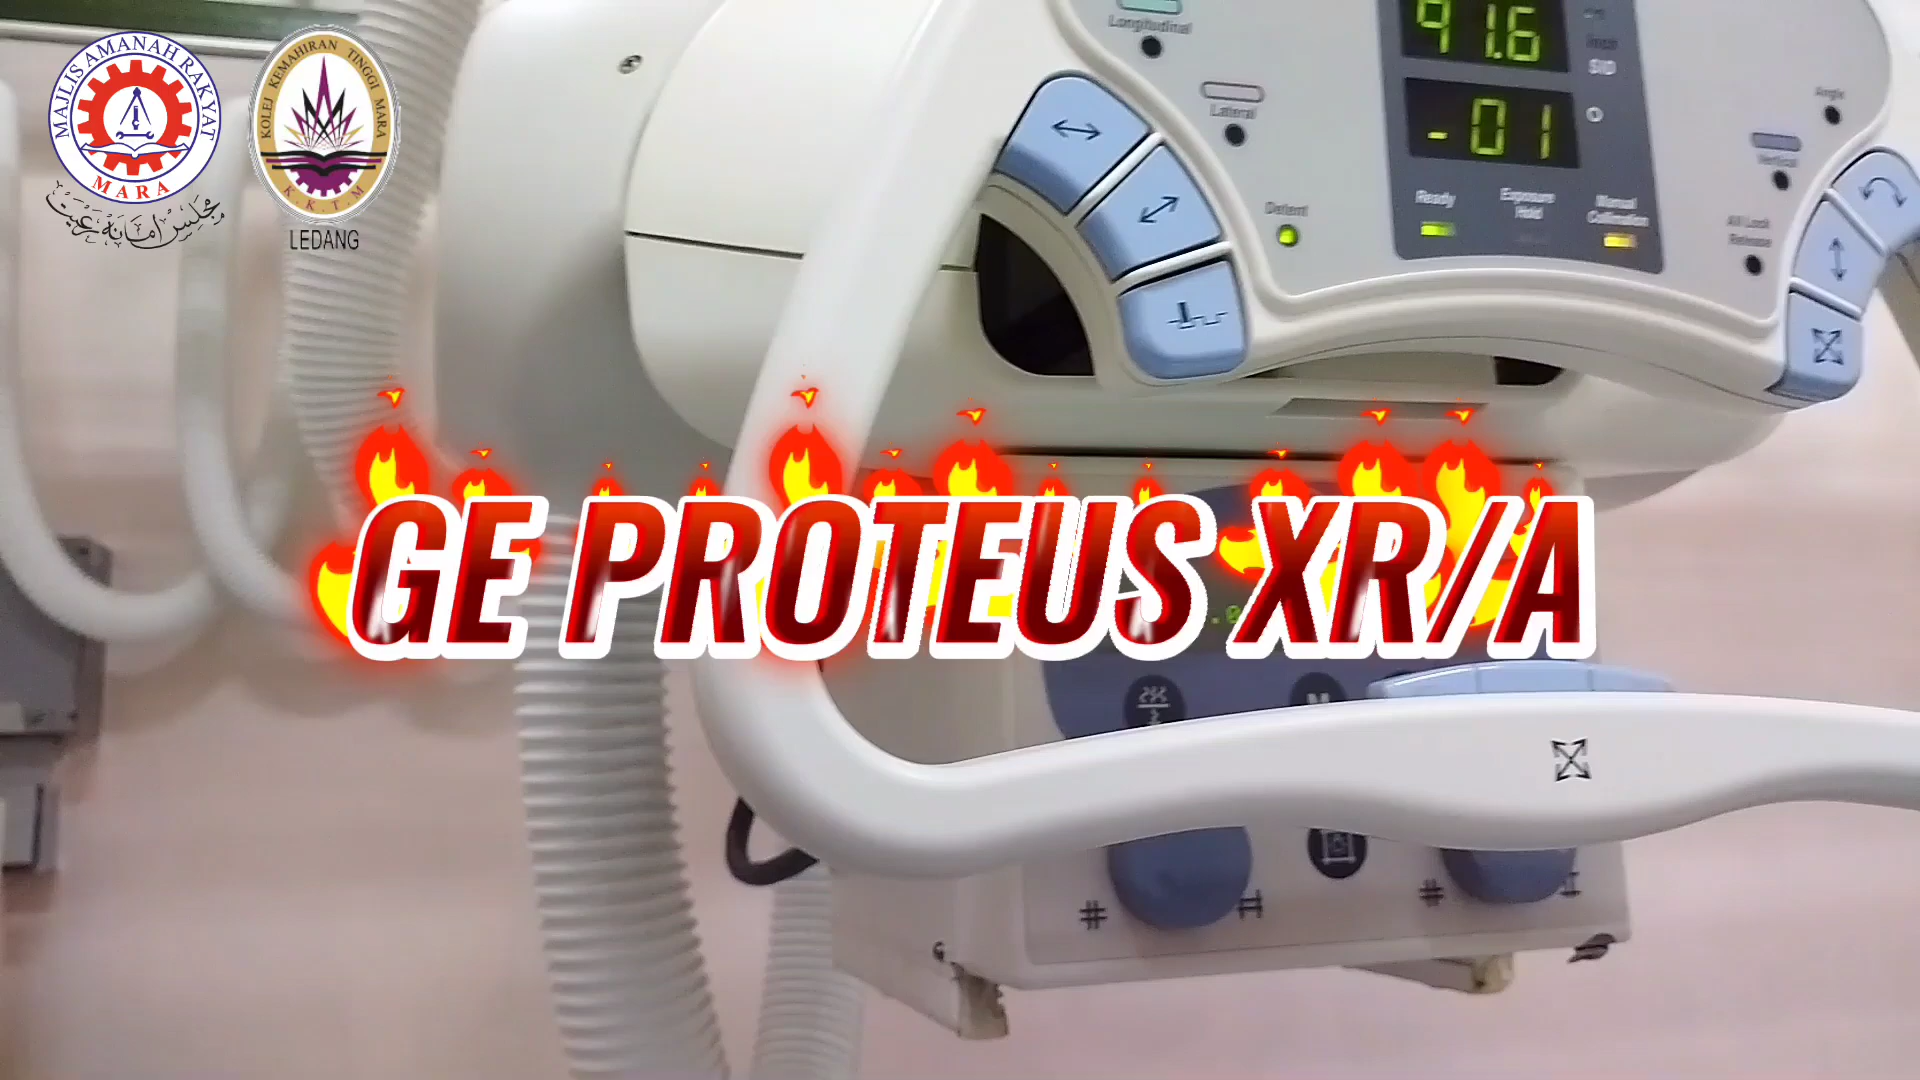 MAJLIS AMANAH RAKYAT
MARA
مجلس امانه رعيت
KOLEJ KEMAHIRAN TINGGI MARA
K.K.T.M
LEDANG
Longitudinal
Lateral
Detent
91.6
SID
-01
Ready
Exposure
Hold
Manual
Collimation
Angle
Vertical
All Lock
Release
GE PROTEUS XR/A